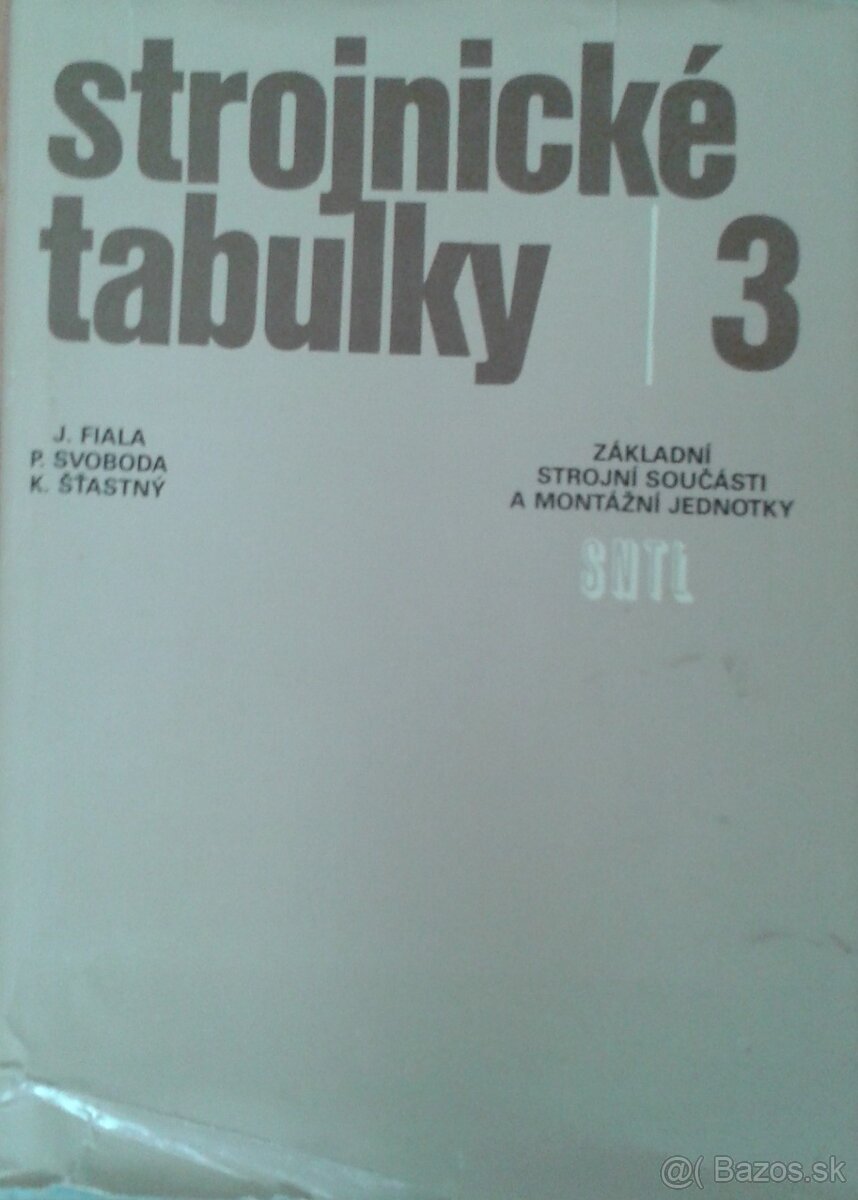 strojnické
tabulky | 3
J. FIALA
P. SVOBODA
K. ŠŤASTNÝ
ZÁKLADNÍ
STROJNÍ SOUČÁSTI
A MONTÁŽNÍ JEDNOTKY
SNTL
@( Bazos.sk